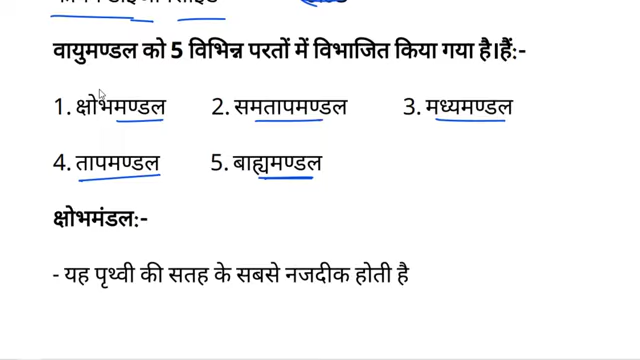 वायुमण्डल को 5 विभिन्न परतों में विभाजित किया गया है।हैं:-
1. क्षोभमण्डल 2. समतापमण्डल 3. मध्यमण्डल
4. तापमण्डल 5. बाह्यमण्डल
क्षोभमंडल:-
- यह पृथ्वी की सतह के सबसे नजदीक होती है